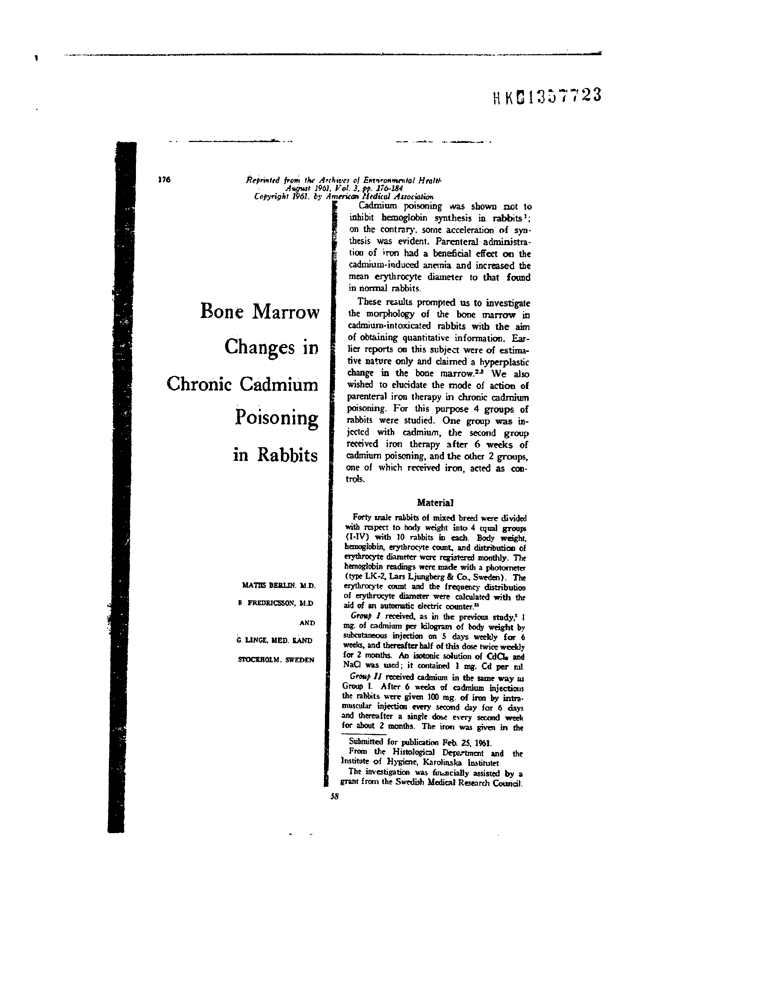 HK01357723
176
Reprinted from the Archives of Environmental Health
August 1961, Vol. 3, pp. 176-184
Copyright 1961, by American Medical Association
Bone Marrow
Changes in
Chronic Cadmium
Poisoning
in Rabbits
MATHS BERLIN, M.D.
B FREDRICSSON, M.D
AND
G. LINGE, MED. KAND
STOCKHOLM, SWEDEN
Cadmium poisoning was shown not to
inhibit hemoglobin synthesis in rabbits¹;
on the contrary, some acceleration of syn-
thesis was evident. Parenteral administra-
tion of iron had a beneficial effect on the
cadmium-induced anemia and increased the
mean erythrocyte diameter to that found
in normal rabbits.
These results prompted us to investigate
the morphology of the bone marrow in
cadmium-intoxicated rabbits with the aim
of obtaining quantitative information. Ear-
lier reports on this subject were of estima-
tive nature only and claimed a hyperplastic
change in the bone marrow.²,³ We also
wished to elucidate the mode of action of
parenteral iron therapy in chronic cadmium
poisoning. For this purpose 4 groups of
rabbits were studied. One group was in-
jected with cadmium, the second group
received iron therapy after 6 weeks of
cadmium poisoning, and the other 2 groups,
one of which received iron, acted as con-
trols.
Material
Forty male rabbits of mixed breed were divided
with respect to body weight into 4 equal groups
(I-IV) with 10 rabbits in each. Body weight,
hemoglobin, erythrocyte count, and distribution of
erythrocyte diameter were registered monthly. The
hemoglobin readings were made with a photometer
(type LK-2, Lars Ljungberg & Co., Sweden). The
erythrocyte count and the frequency distribution
of erythrocyte diameter were calculated with the
aid of an automatic electric counter.
Group I received, as in the previous study,¹ 1
mg. of cadmium per kilogram of body weight by
subcutaneous injection on 5 days weekly for 6
weeks, and thereafter half of this dose twice weekly
for 2 months. An isotonic solution of CdCl₂ and
NaCl was used; it contained 1 mg. Cd per ml
Group II received cadmium in the same way as
Group I. After 6 weeks of cadmium injections
the rabbits were given 100 mg. of iron by intra-
muscular injection every second day for 6 days
and thereafter a single dose every second week
for about 2 months. The iron was given in the
Submitted for publication Feb. 25, 1961.
From the Histological Department and the
Institute of Hygiene, Karolinska Institutet.
The investigation was financially assisted by a
grant from the Swedish Medical Research Council.
58